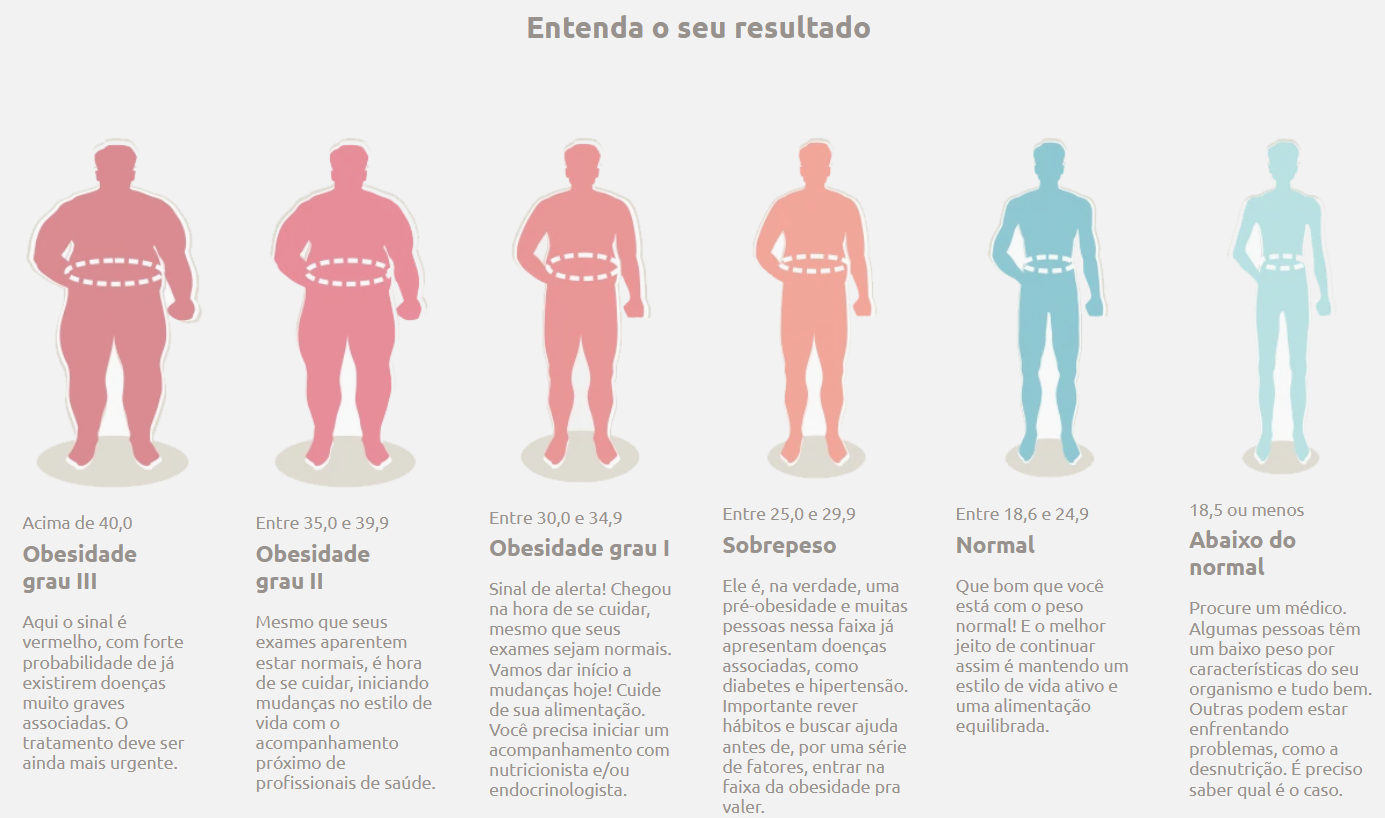 Entenda o seu resultado
Acima de 40,0
Obesidade
grau III
Aqui o sinal é
vermelho, com forte
probabilidade de já
existirem doenças
muito graves
associadas. O
tratamento deve ser
ainda mais urgente.
Entre 35,0 e 39,9
Obesidade
grau II
Mesmo que seus
exames aparentem
estar normais, é hora
de se cuidar, iniciando
mudanças no estilo de
vida com o
acompanhamento
próximo de
profissionais de saúde.
Entre 30,0 e 34,9
Obesidade grau I
Sinal de alerta! Chegou
na hora de se cuidar,
mesmo que seus
exames sejam normais.
Vamos dar início a
mudanças hoje! Cuide
de sua alimentação.
Você precisa iniciar um
acompanhamento com
nutricionista e/ou
endocrinologista.
Entre 25,0 e 29,9
Sobrepeso
Ele é, na verdade, uma
pré-obesidade e muitas
pessoas nessa faixa já
apresentam doenças
associadas, como
diabetes e hipertensão.
Importante rever
hábitos e buscar ajuda
antes de, por uma série
de fatores, entrar na
faixa da obesidade pra
valer.
Entre 18,6 e 24,9
Normal
Que bom que você
está com o peso
normal! E o melhor
jeito de continuar
assim é mantendo um
estilo de vida ativo e
uma alimentação
equilibrada.
18,5 ou menos
Abaixo do
normal
Procure um médico.
Algumas pessoas têm
um baixo peso por
características do seu
organismo e tudo bem.
Outras podem estar
enfrentando
problemas, como a
desnutrição. É preciso
saber qual é o caso.